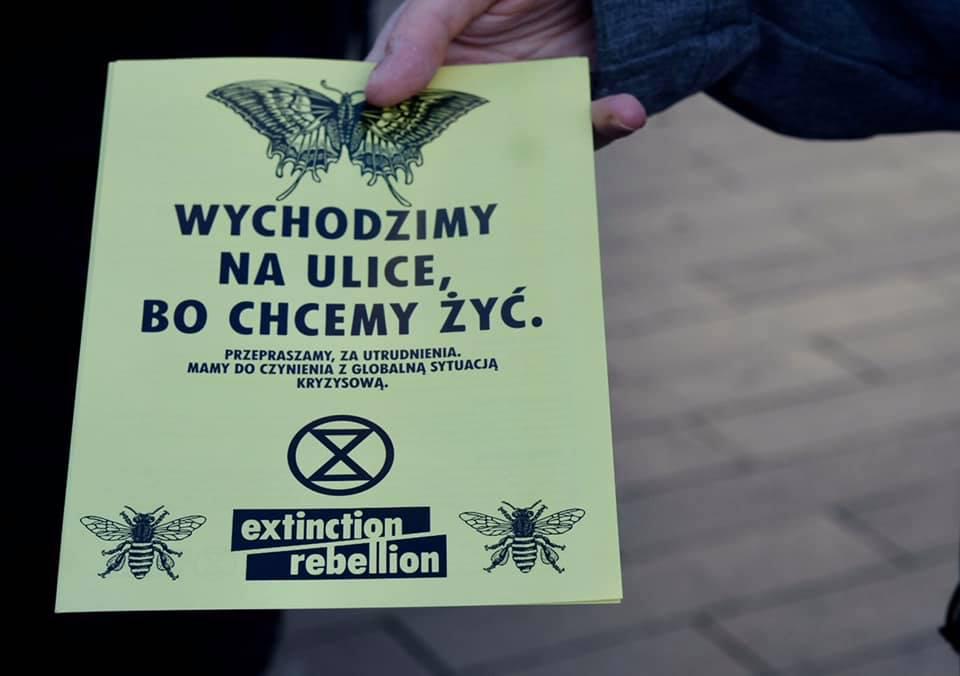 WYCHODZIMY
NA ULICE,
BO CHCEMY ŻYĆ.
PRZEPRASZAMY, ZA UTRUDNIENIA.
MAMY DO CZYNIENIA Z GLOBALNĄ SYTUACJĄ
KRYZYSOWĄ.
extinction
rebellion